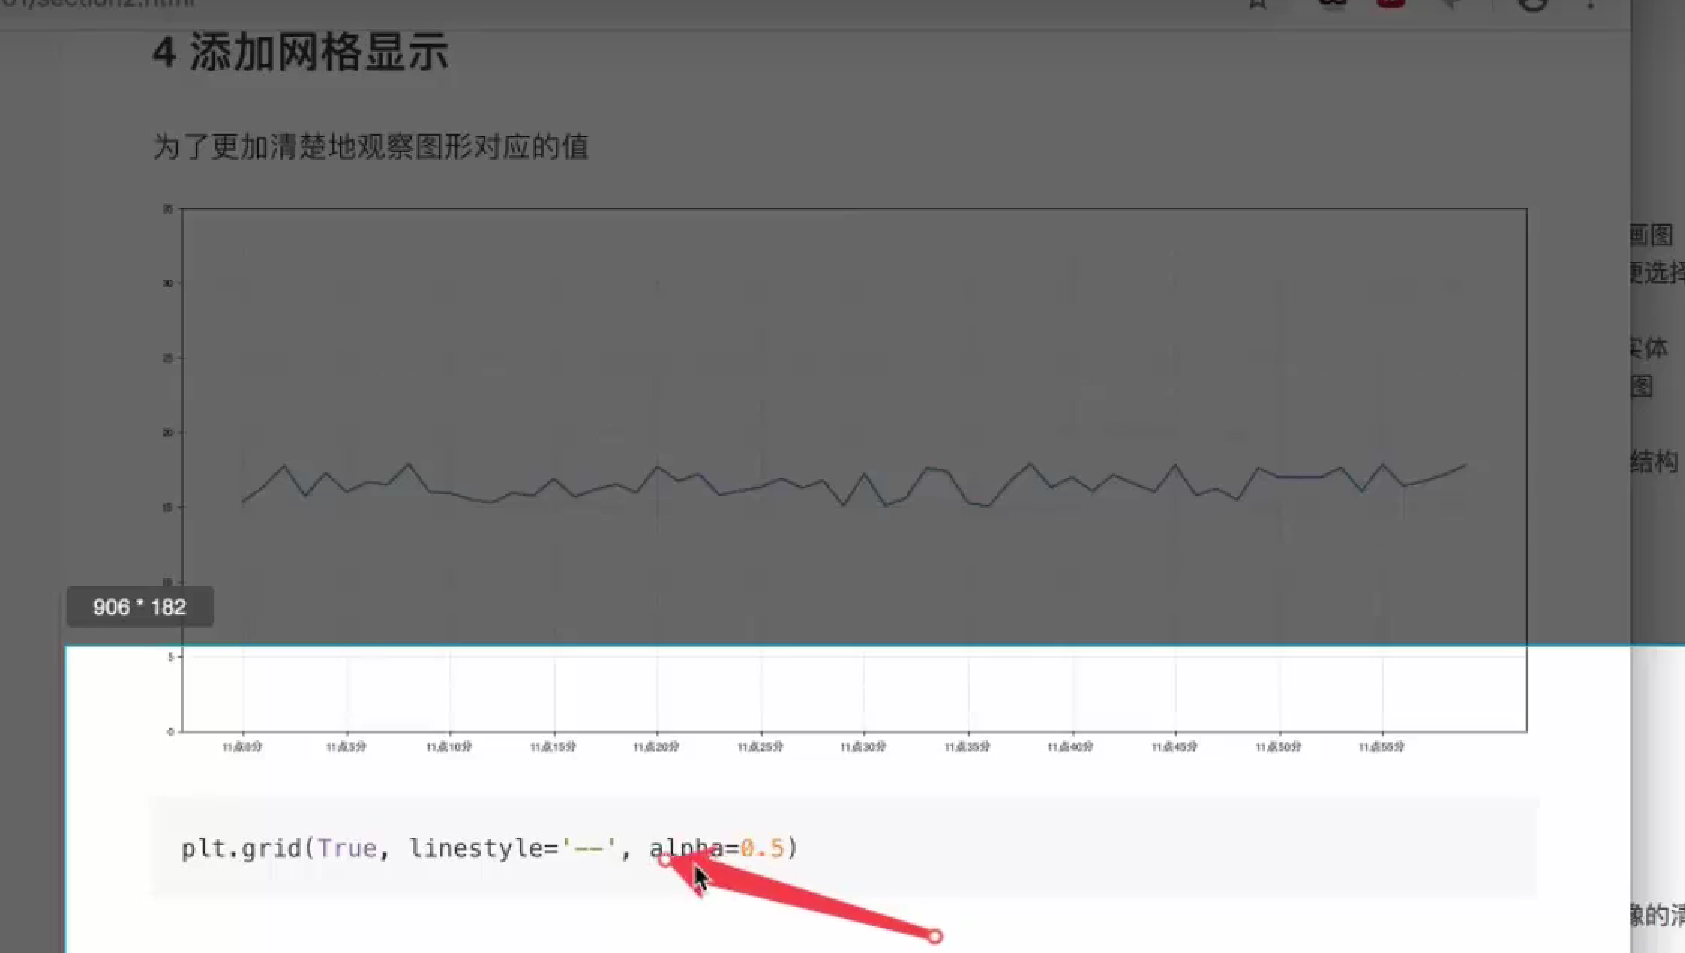 4 添加网格显示
为了更加清楚地观察图形对应的值
画图
更选择
实体
图
结构
35
30
25
20
15
10
906 * 182
5
0
11点0分 11点5分 11点10分 11点15分 11点20分 11点25分 11点30分 11点35分 11点40分 11点45分 11点50分 11点55分
plt.grid(True, linestyle='--', alpha=0.5)
像的清